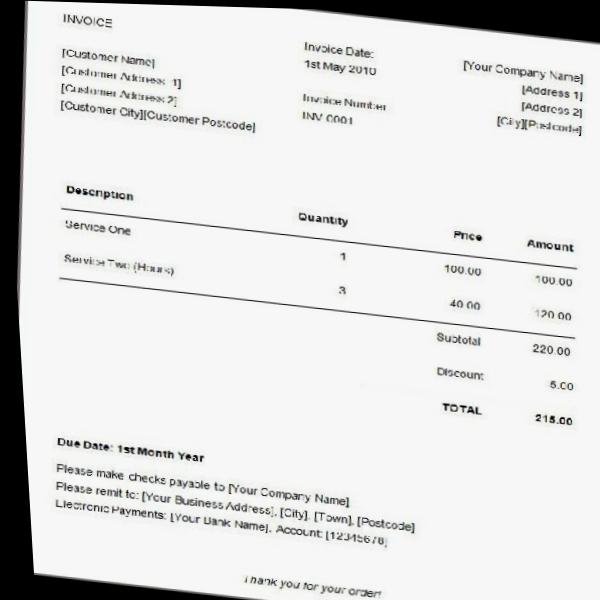 INVOICE
[Customer Name]
[Customer Address 1]
[Customer Address 2]
[Customer City][Customer Postcode]
Invoice Date:
1st May 2010
Invoice Number
INV 0001
[Your Company Name]
[Address 1]
[Address 2]
[City][Postcode]
Description Quantity Price Amount
Service One 1 100.00 100.00
Service Two (Hours) 3 40.00 120.00
Subtotal 220.00
Discount 5.00
TOTAL 215.00
Due Date: 1st Month Year
Please make checks payable to [Your Company Name]
Please remit to: [Your Business Address], [City], [Town], [Postcode]
Electronic Payments: [Your Bank Name], Account: [12345678]
Thank you for your order!